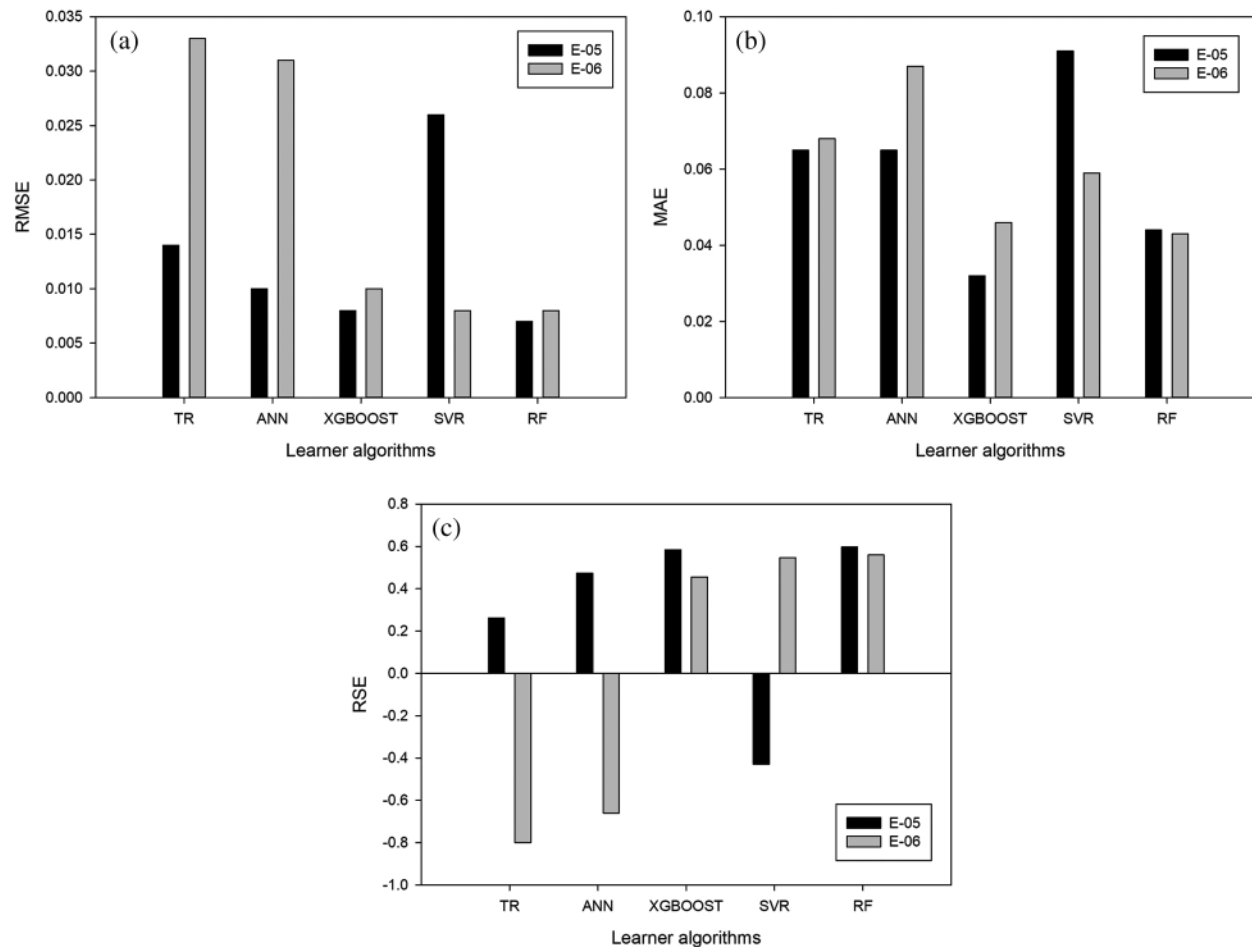 (a)
E-05
E-06
0.035
0.030
0.025
0.020
0.015
0.010
0.005
0.000
RMSE
TR ANN XGBOOST SVR RF
Learner algorithms
(b)
E-05
E-06
0.10
0.08
0.06
0.04
0.02
0.00
MAE
TR ANN XGBOOST SVR RF
Learner algorithms
(c)
0.8
0.6
0.4
0.2
0.0
-0.2
-0.4
-0.6
-0.8
-1.0
RSE
E-05
E-06
TR ANN XGBOOST SVR RF
Learner algorithms